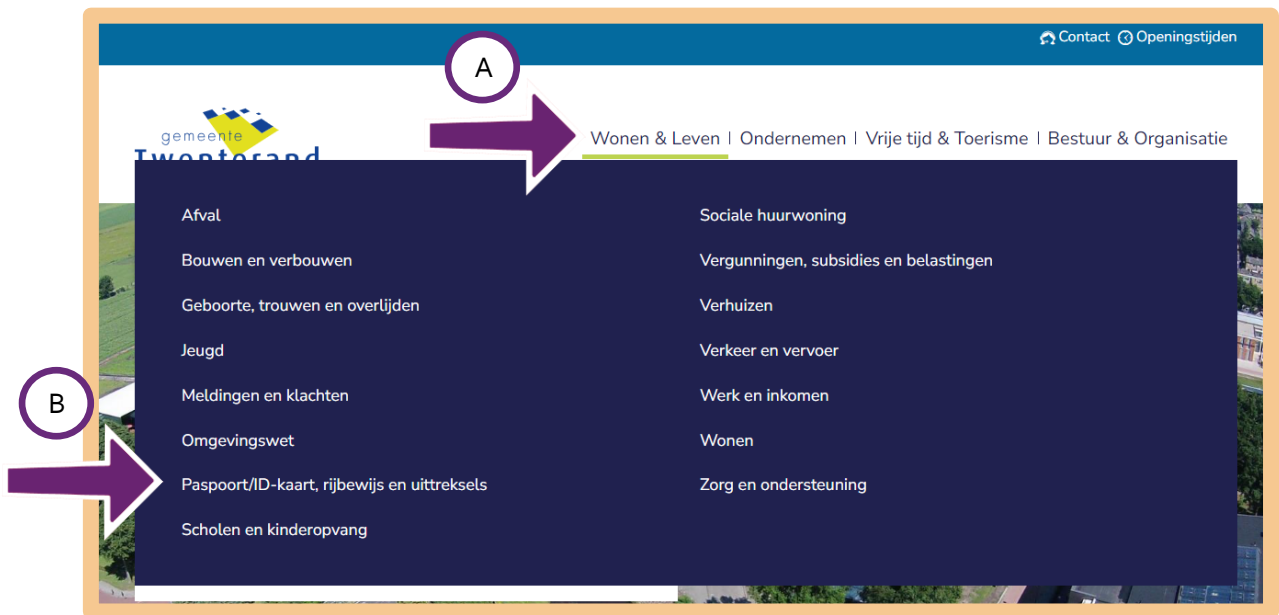 Contact Openingstijden
A
gemeente
Twenterand
Wonen & Leven | Ondernemen | Vrije tijd & Toerisme | Bestuur & Organisatie
Afval
Bouwen en verbouwen
Geboorte, trouwen en overlijden
Jeugd
Meldingen en klachten
Omgevingswet
Paspoort/ID-kaart, rijbewijs en uittreksels
Scholen en kinderopvang
Sociale huurwoning
Vergunningen, subsidies en belastingen
Verhuizen
Verkeer en vervoer
Werk en inkomen
Wonen
Zorg en ondersteuning
B